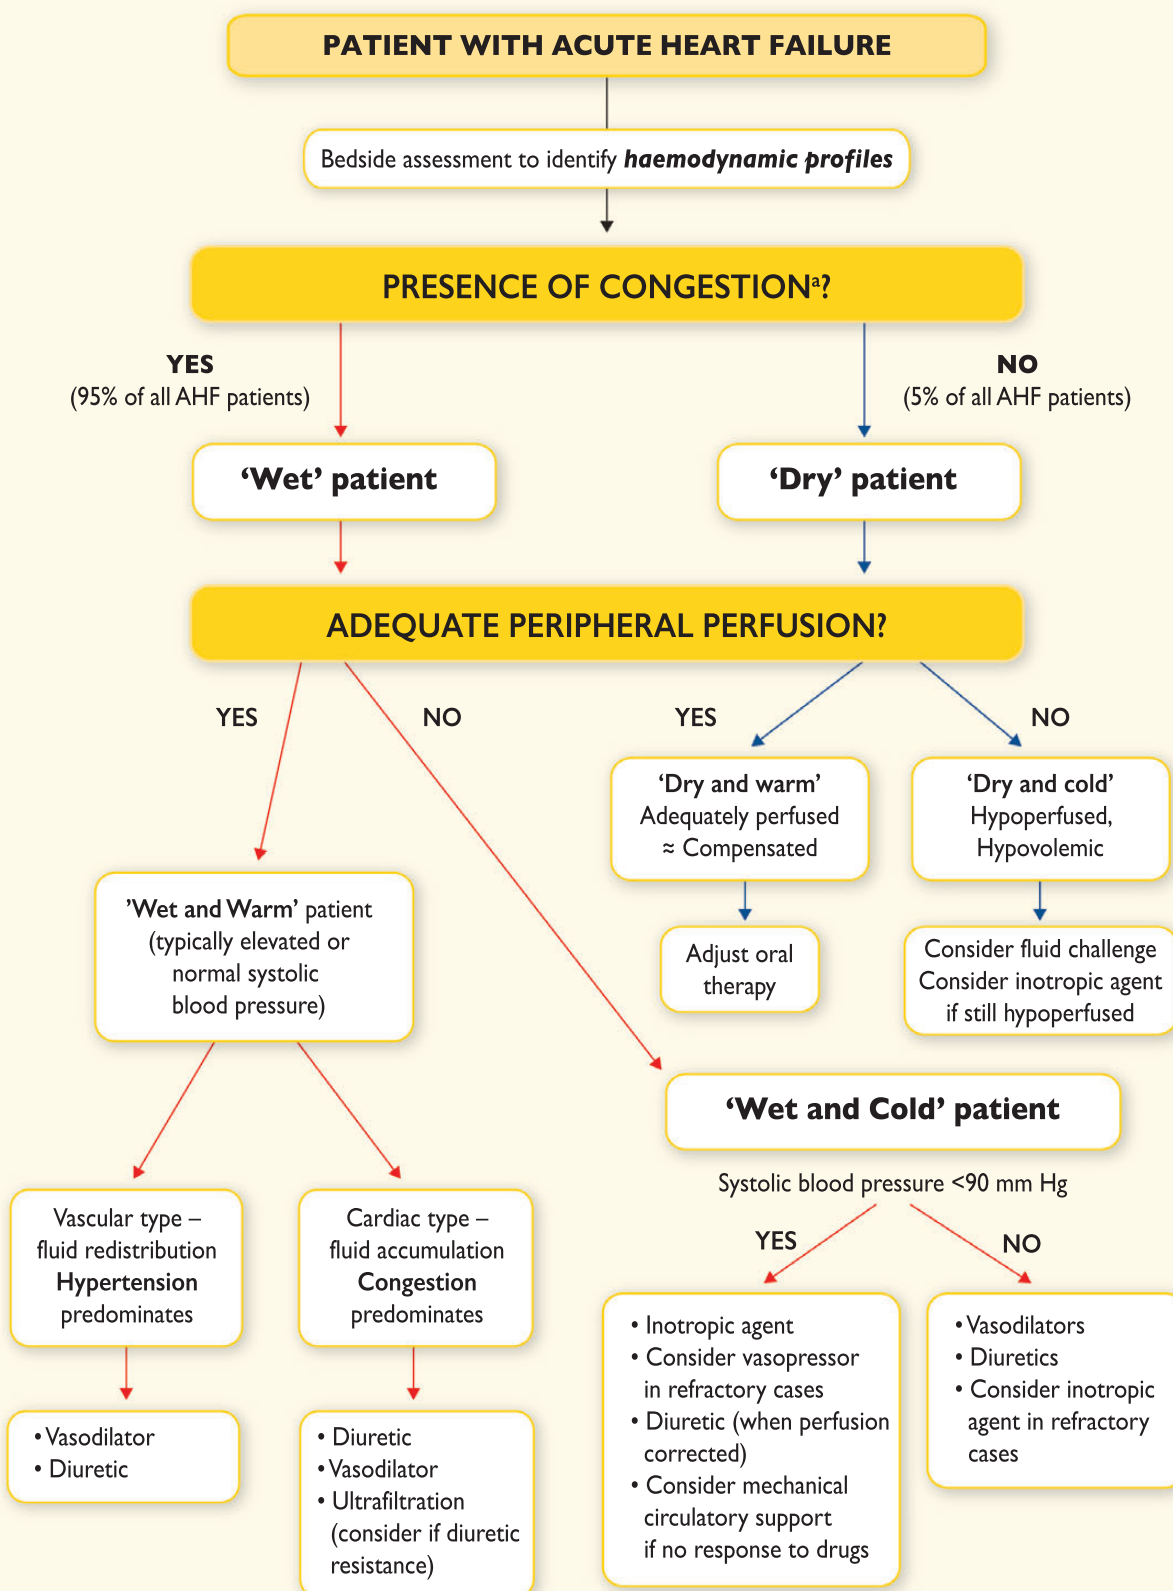 PATIENT WITH ACUTE HEART FAILURE
Bedside assessment to identify haemodynamic profiles
PRESENCE OF CONGESTIONᵃ?
YES
(95% of all AHF patients)
NO
(5% of all AHF patients)
‘Wet’ patient
‘Dry’ patient
ADEQUATE PERIPHERAL PERFUSION?
YES
NO
YES
NO
‘Dry and warm’
Adequately perfused
≈ Compensated
‘Dry and cold’
Hypoperfused,
Hypovolemic
’Wet and Warm’ patient
(typically elevated or
normal systolic
blood pressure)
Adjust oral
therapy
Consider fluid challenge
Consider inotropic agent
if still hypoperfused
‘Wet and Cold’ patient
Systolic blood pressure <90 mm Hg
YES
NO
Vascular type –
fluid redistribution
Hypertension
predominates
Cardiac type –
fluid accumulation
Congestion
predominates
• Vasodilator
• Diuretic
• Diuretic
• Vasodilator
• Ultrafiltration
(consider if diuretic
resistance)
• Inotropic agent
• Consider vasopressor
in refractory cases
• Diuretic (when perfusion
corrected)
• Consider mechanical
circulatory support
if no response to drugs
• Vasodilators
• Diuretics
• Consider inotropic
agent in refractory
cases